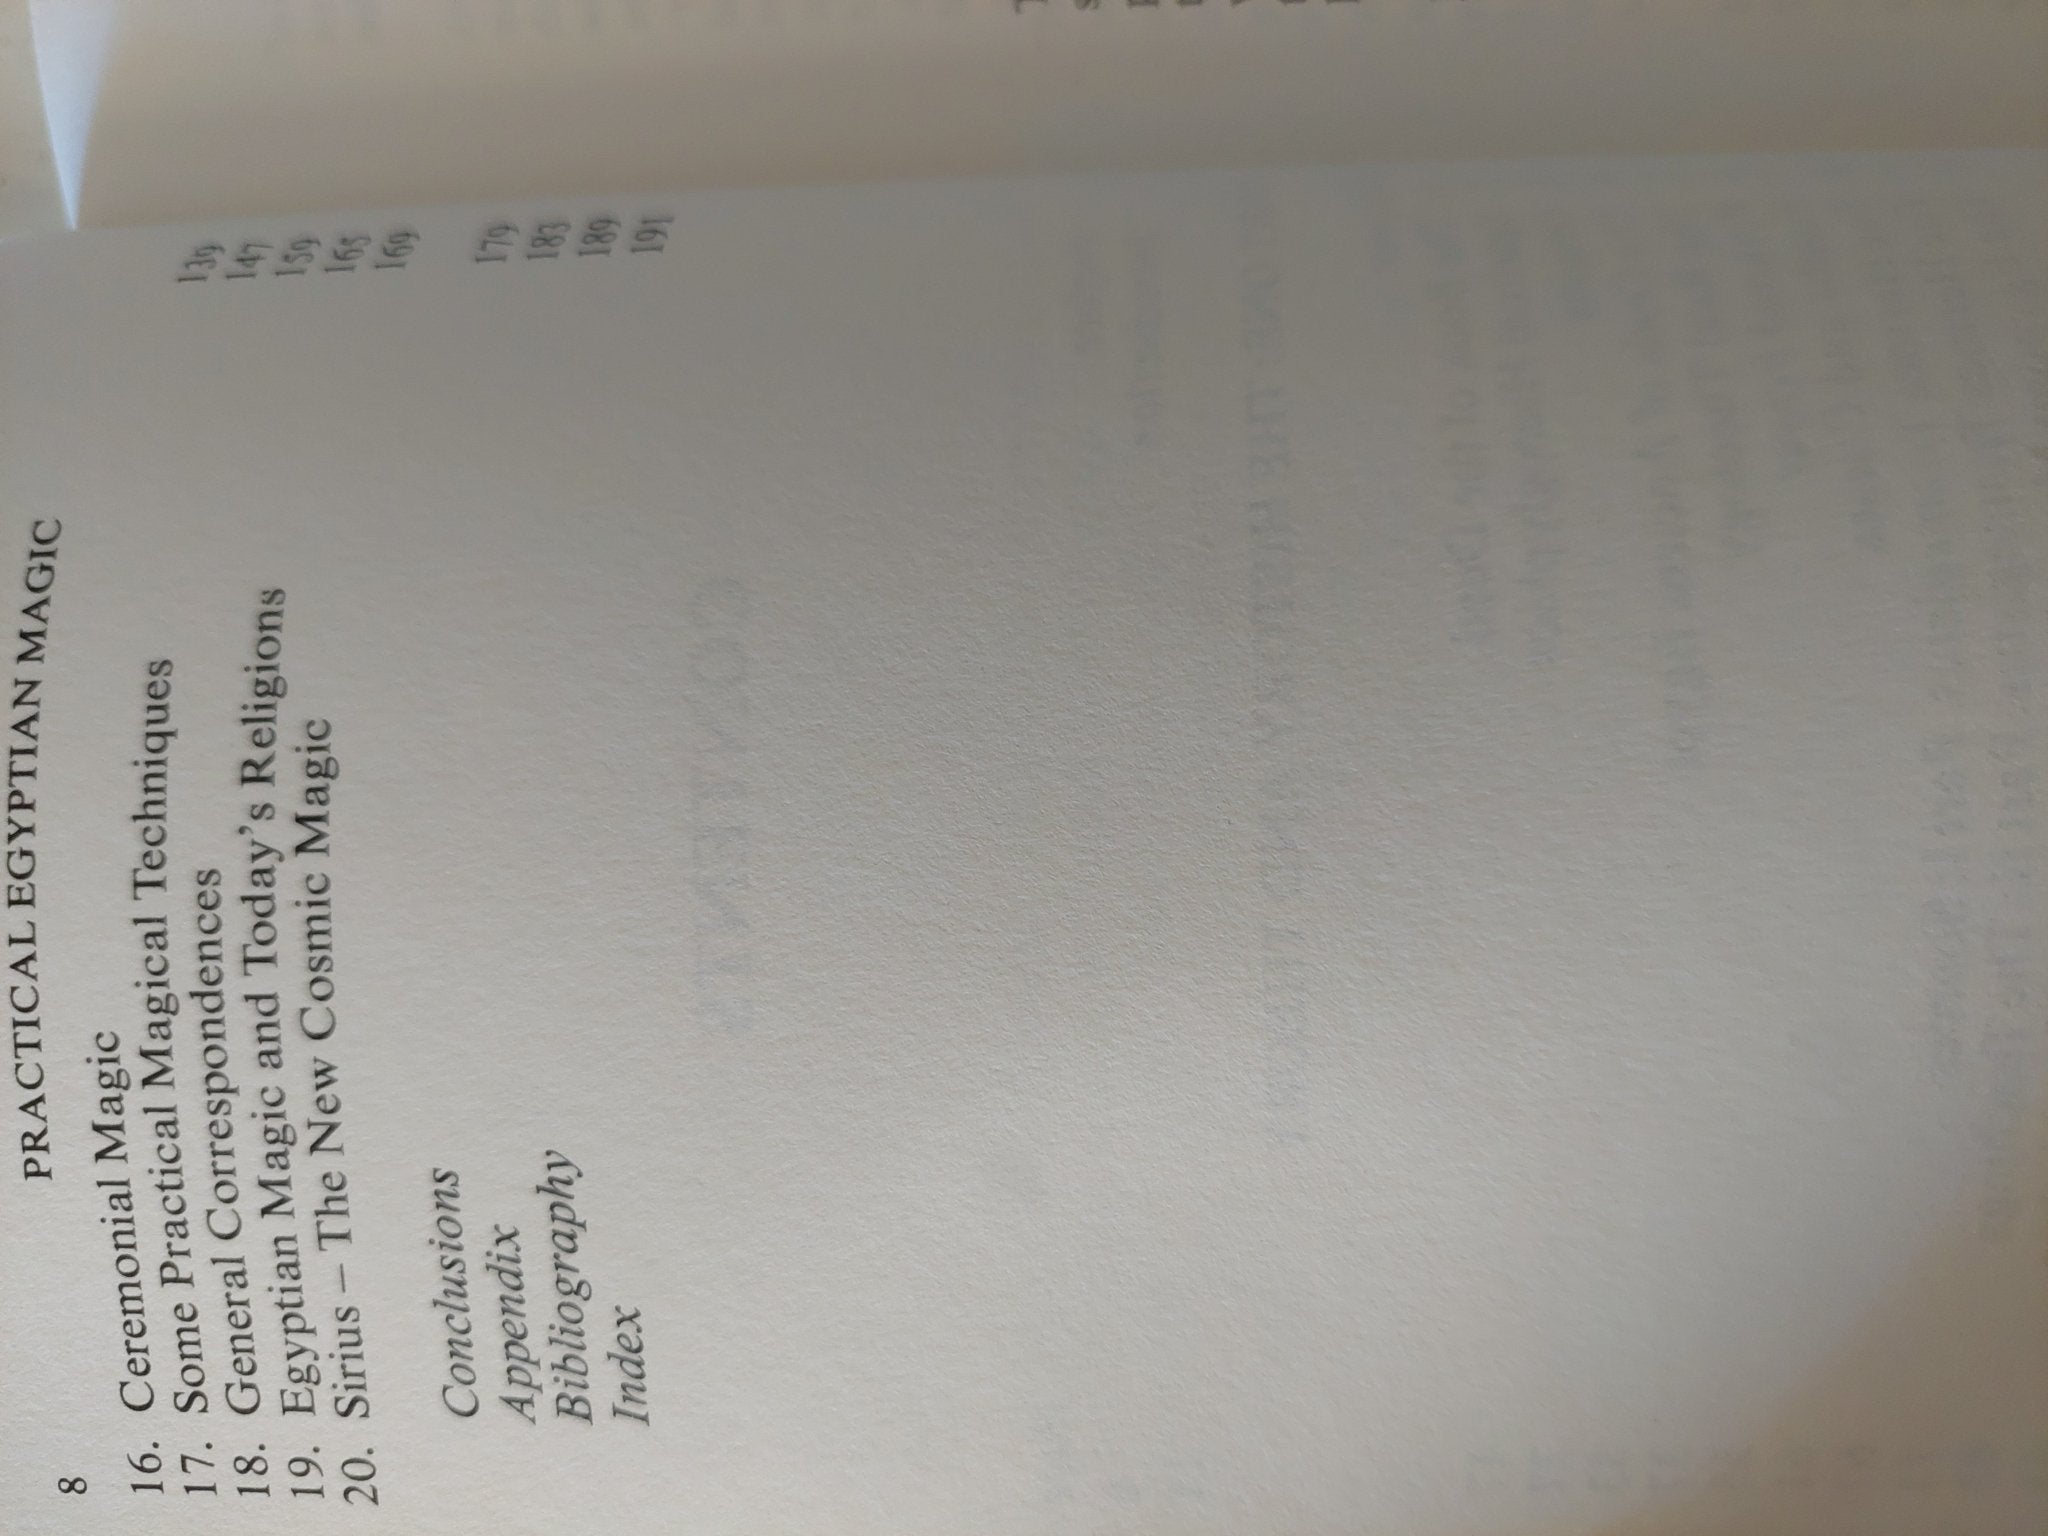 8 PRACTICAL EGYPTIAN MAGIC
16. Ceremonial Magic 139
17. Some Practical Magical Techniques 147
18. General Correspondences 159
19. Egyptian Magic and Today's Religions 165
20. Sirius – The New Cosmic Magic 169
Conclusions 179
Appendix 183
Bibliography 189
Index 191